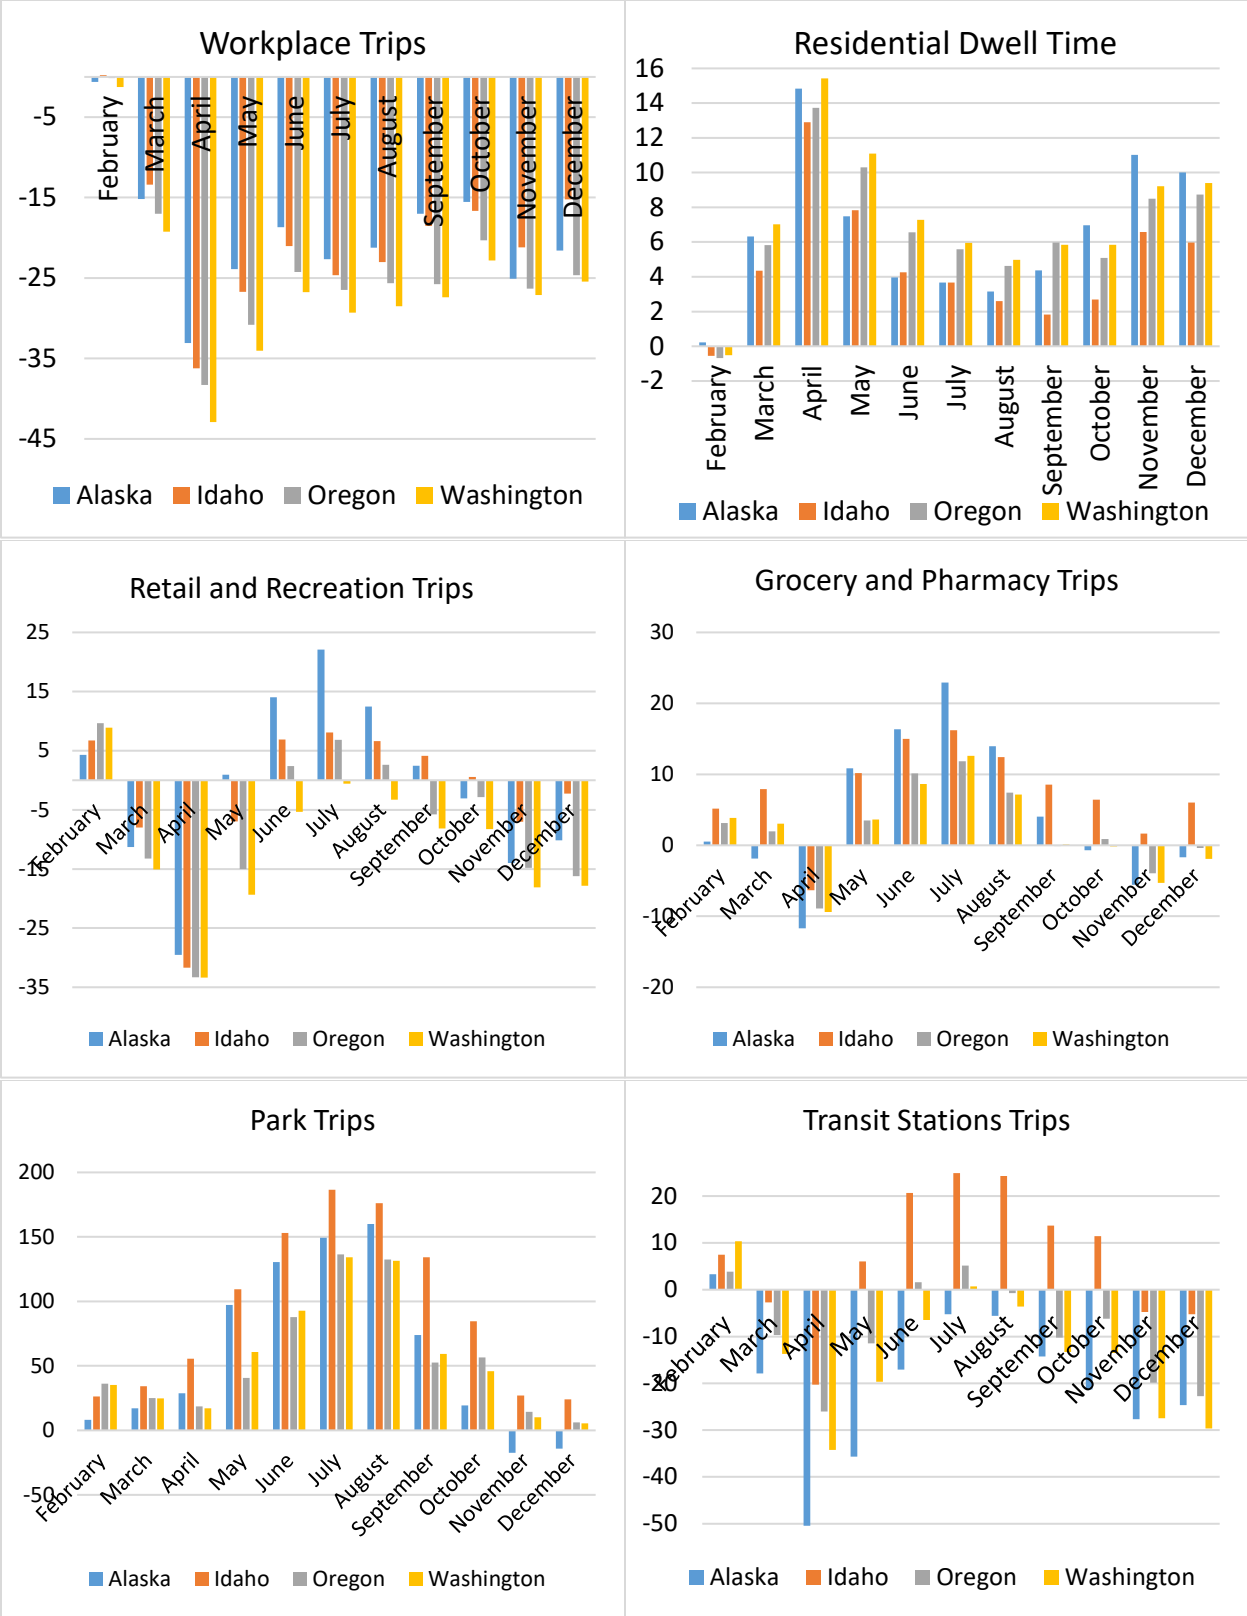 Workplace Trips
-5
-15
-25
-35
-45
February
March
April
May
June
July
August
September
October
November
December
Alaska Idaho Oregon Washington
Residential Dwell Time
16
14
12
10
8
6
4
2
0
-2
February
March
April
May
June
July
August
September
October
November
December
Alaska Idaho Oregon Washington
Retail and Recreation Trips
25
15
5
-5
-15
-25
-35
February
March
April
May
June
July
August
September
October
November
December
Alaska Idaho Oregon Washington
Grocery and Pharmacy Trips
30
20
10
0
-10
-20
February
March
April
May
June
July
August
September
October
November
December
Alaska Idaho Oregon Washington
Park Trips
200
150
100
50
0
-50
February
March
April
May
June
July
August
September
October
November
December
Alaska Idaho Oregon Washington
Transit Stations Trips
20
10
0
-10
-20
-30
-40
-50
February
March
April
May
June
July
August
September
October
November
December
Alaska Idaho Oregon Washington